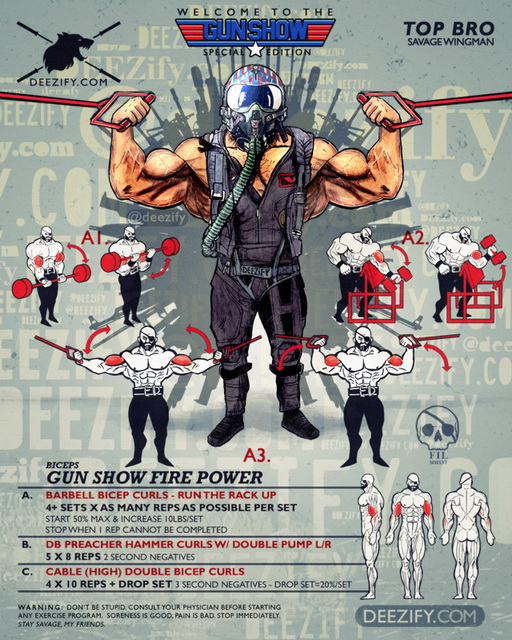 WELCOME TO THE
GUNSHOW
SPECIAL EDITION
TOP BRO
SAVAGE WINGMAN
DEEZIFY.COM
@deezify
A1.
A2.
DEEZIFY
A3.
FIL
MMXVI
BICEPS
GUN SHOW FIRE POWER
A. BARBELL BICEP CURLS - RUN THE RACK UP
4+ SETS X AS MANY REPS AS POSSIBLE PER SET
START 50% MAX & INCREASE 10LBS/SET
STOP WHEN 1 REP CANNOT BE COMPLETED
B. DB PREACHER HAMMER CURLS W/ DOUBLE PUMP L/R
5 X 8 REPS 2 SECOND NEGATIVES
C. CABLE (HIGH) DOUBLE BICEP CURLS
4 X 10 REPS + DROP SET 3 SECOND NEGATIVES - DROP SET=20%/SET
WARNING: DON'T BE STUPID. CONSULT YOUR PHYSICIAN BEFORE STARTING
ANY EXERCISE PROGRAM. SORENESS IS GOOD, PAIN IS BAD. STOP IMMEDIATELY.
STAY SAVAGE, MY FRIENDS.
DEEZIFY.COM